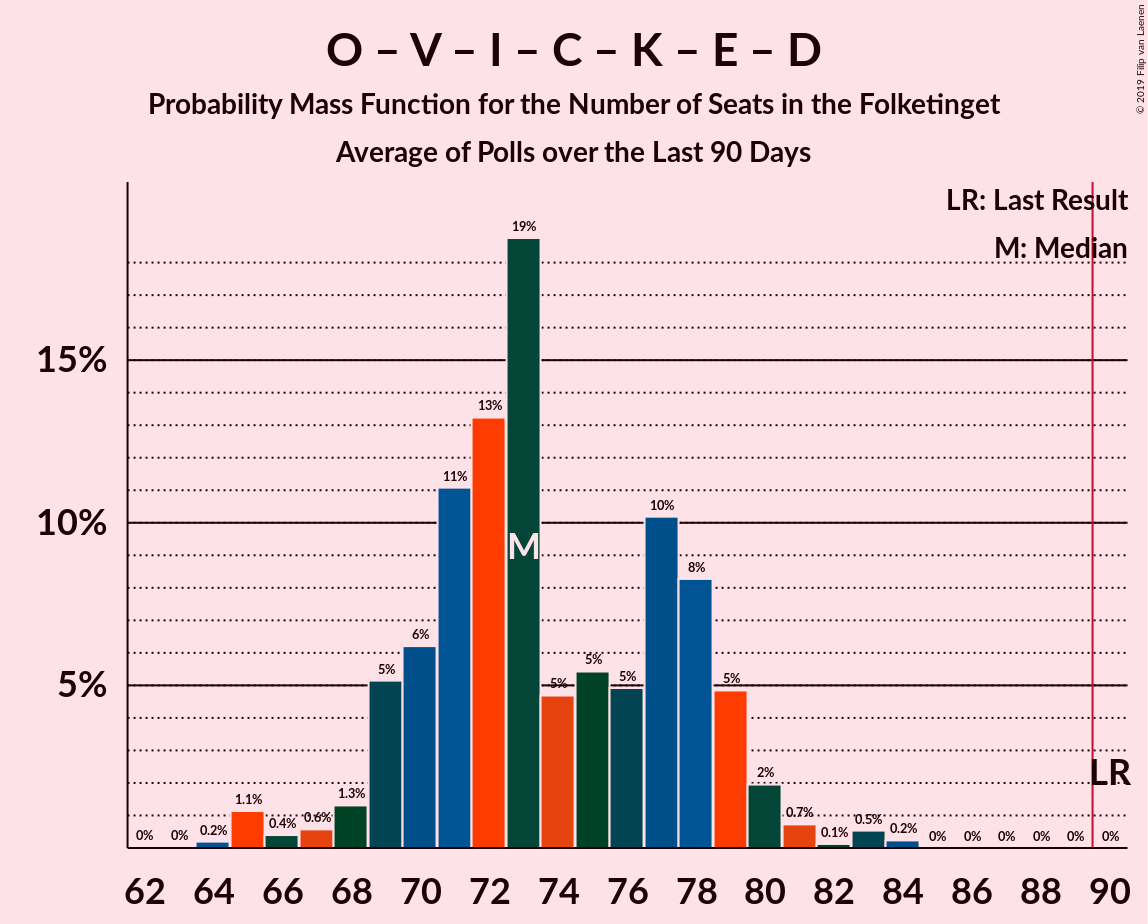 O – V – I – C – K – E – D
Probability Mass Function for the Number of Seats in the Folketinget
Average of Polls over the Last 90 Days
© 2019 Filip van Laenen
LR: Last Result
M: Median
19%
15%
13%
11%
10%
10%
M
8%
6%
5%
5%
5%
5%
5%
5%
2%
LR
1.3%
1.1%
0.7%
0.6%
0.5%
0.4%
0.2%
0.2%
0.1%
0% 0% 0% 0% 0% 0% 0% 0%
62 64 66 68 70 72 74 76 78 80 82 84 86 88 90